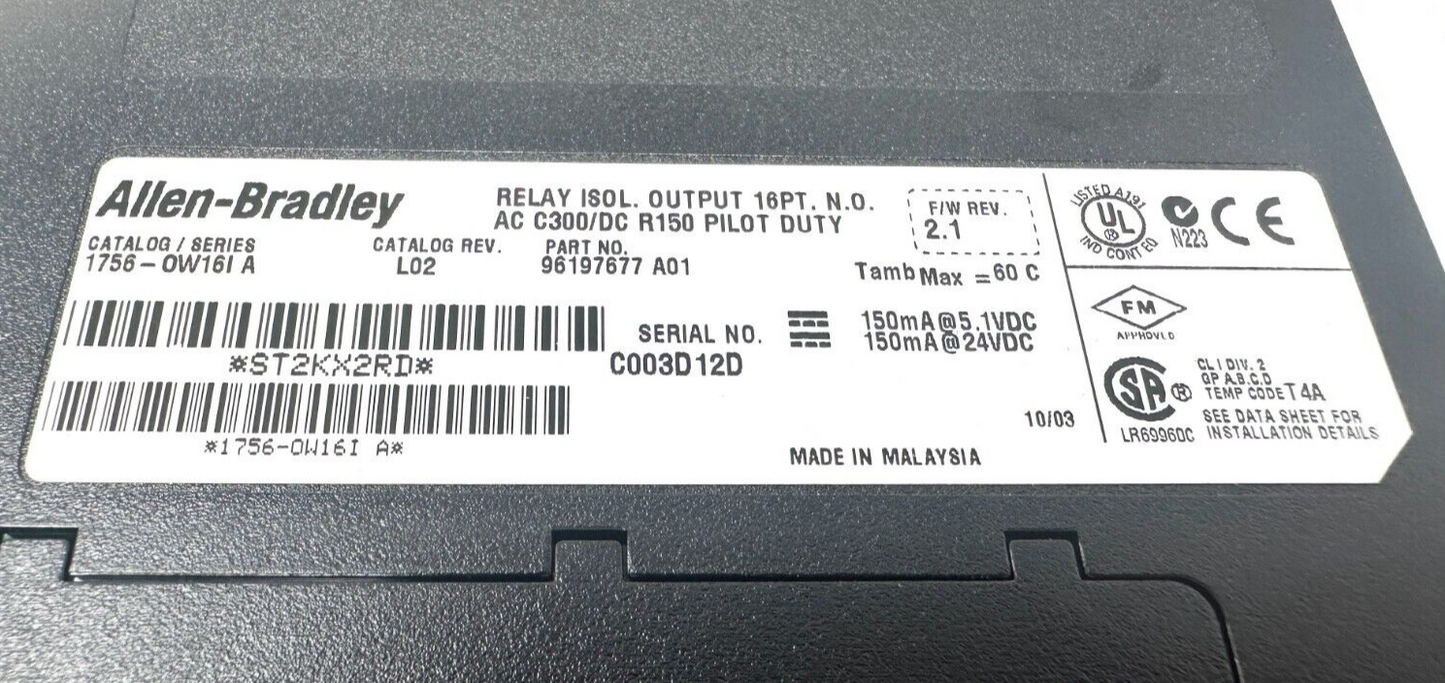 Allen-Bradley
RELAY ISOL. OUTPUT 16PT. N.O.
AC C300/DC R150 PILOT DUTY
F/W REV.
2.1
CATALOG / SERIES
1756-OW16I A
CATALOG REV.
L02
PART NO.
96197677 A01
Tamb Max = 60 C
*ST2KX2RD*
SERIAL NO.
C003D12D
150mA@5.1VDC
150mA@24VDC
*1756-OW16I A*
10/03
MADE IN MALAYSIA
LISTED A191
UL
®
IND CONT EQ
N223
CE
FM
APPROVED
SA ®
CL I DIV. 2
GP A,B,C,D
TEMP CODE T4A
SEE DATA SHEET FOR
INSTALLATION DETAILS
LR6996DC